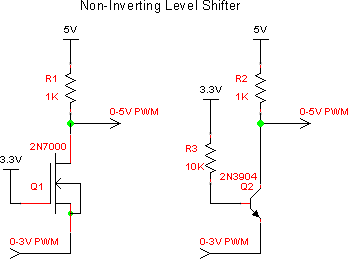 Non-Inverting Level Shifter
5V
5V
R1
1K
R2
1K
3.3V
0-5V PWM
0-5V PWM
2N7000
R3
10K
3.3V
Q1
2N3904
Q2
0-3V PWM
0-3V PWM